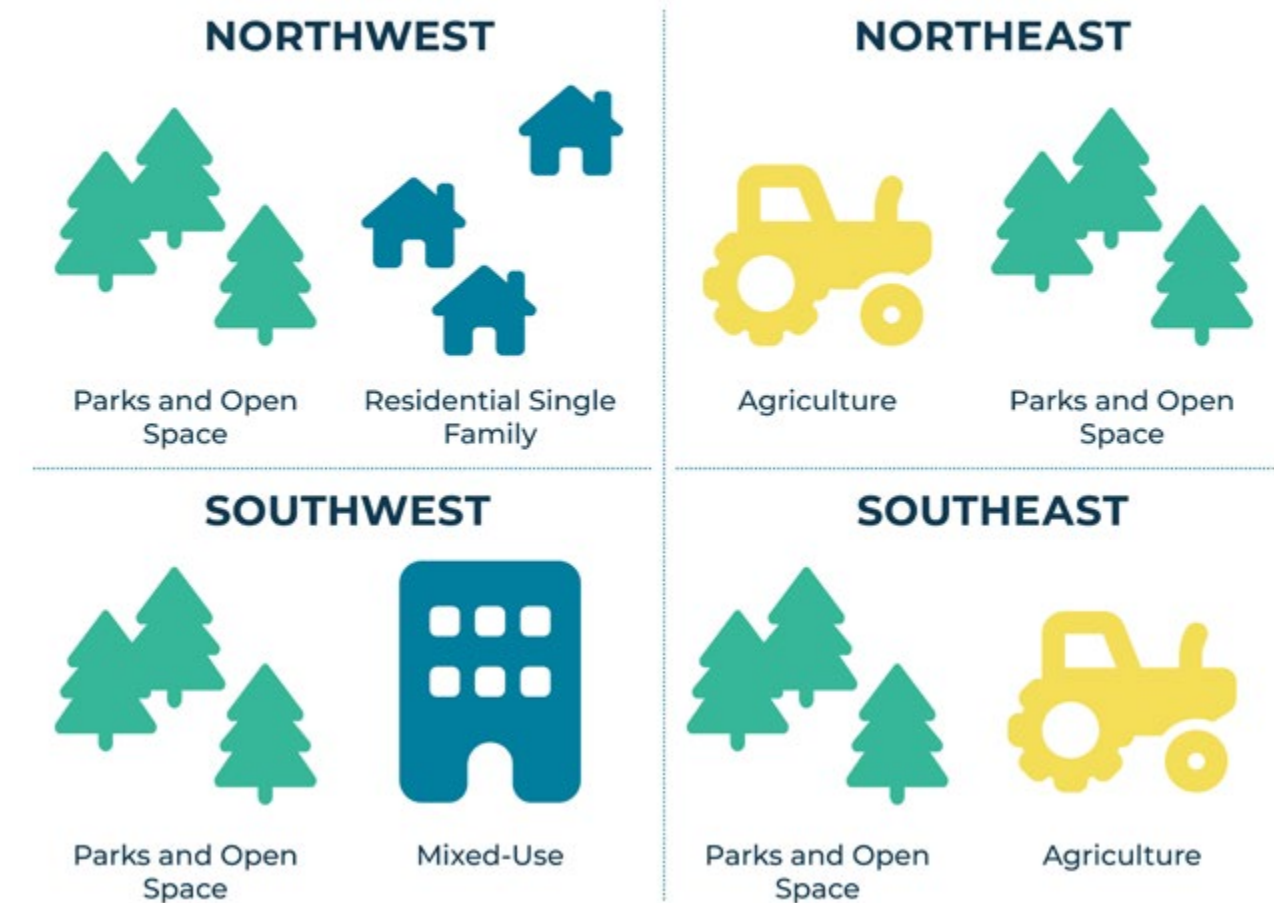 NORTHWEST
Parks and Open
Space
Residential Single
Family
NORTHEAST
Agriculture
Parks and Open
Space
SOUTHWEST
Parks and Open
Space
Mixed-Use
SOUTHEAST
Parks and Open
Space
Agriculture